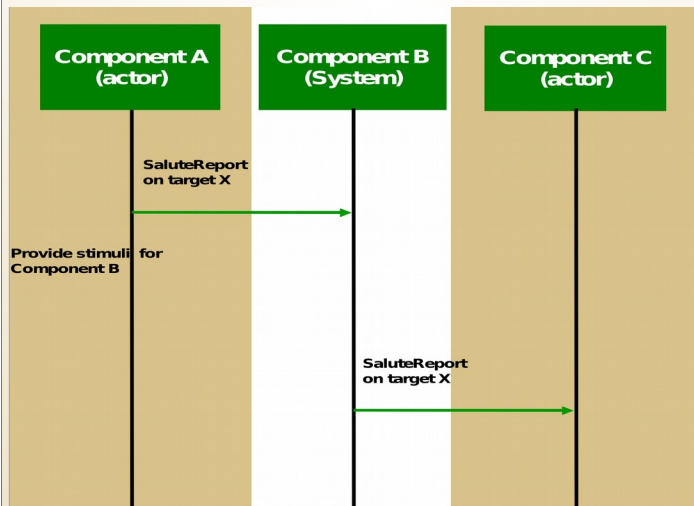 Component A
(actor)
Component B
(System)
Component C
(actor)
SaluteReport
on target X
Provide stimuli for
Component B
SaluteReport
on target X